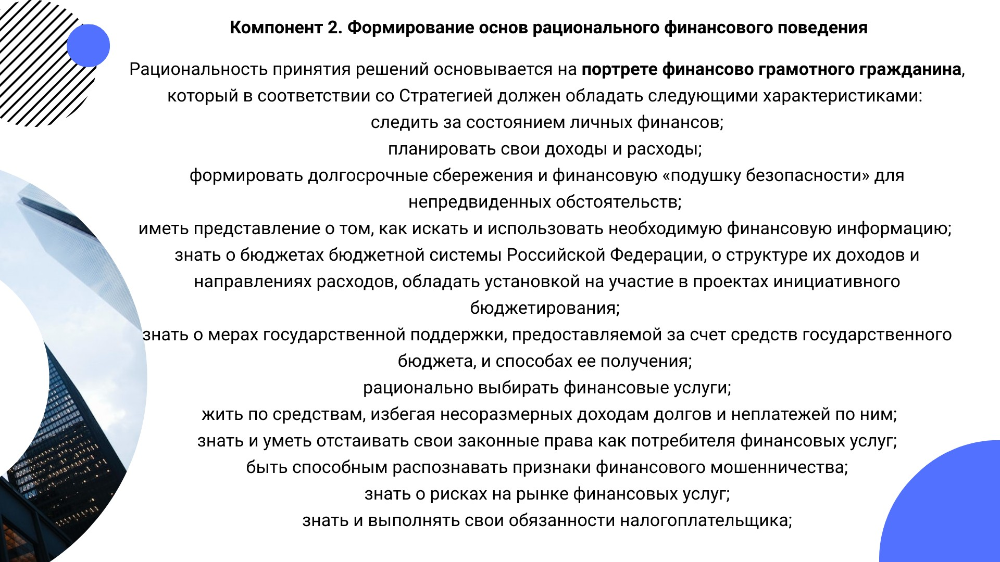 Компонент 2. Формирование основ рационального финансового поведения
Рациональность принятия решений основывается на портрете финансово грамотного гражданина,
который в соответствии со Стратегией должен обладать следующими характеристиками:
следить за состоянием личных финансов;
планировать свои доходы и расходы;
формировать долгосрочные сбережения и финансовую «подушку безопасности» для
непредвиденных обстоятельств;
иметь представление о том, как искать и использовать необходимую финансовую информацию;
знать о бюджетах бюджетной системы Российской Федерации, о структуре их доходов и
направлениях расходов, обладать установкой на участие в проектах инициативного
бюджетирования;
знать о мерах государственной поддержки, предоставляемой за счет средств государственного
бюджета, и способах ее получения;
рационально выбирать финансовые услуги;
жить по средствам, избегая несоразмерных доходам долгов и неплатежей по ним;
знать и уметь отстаивать свои законные права как потребителя финансовых услуг;
быть способным распознавать признаки финансового мошенничества;
знать о рисках на рынке финансовых услуг;
знать и выполнять свои обязанности налогоплательщика;